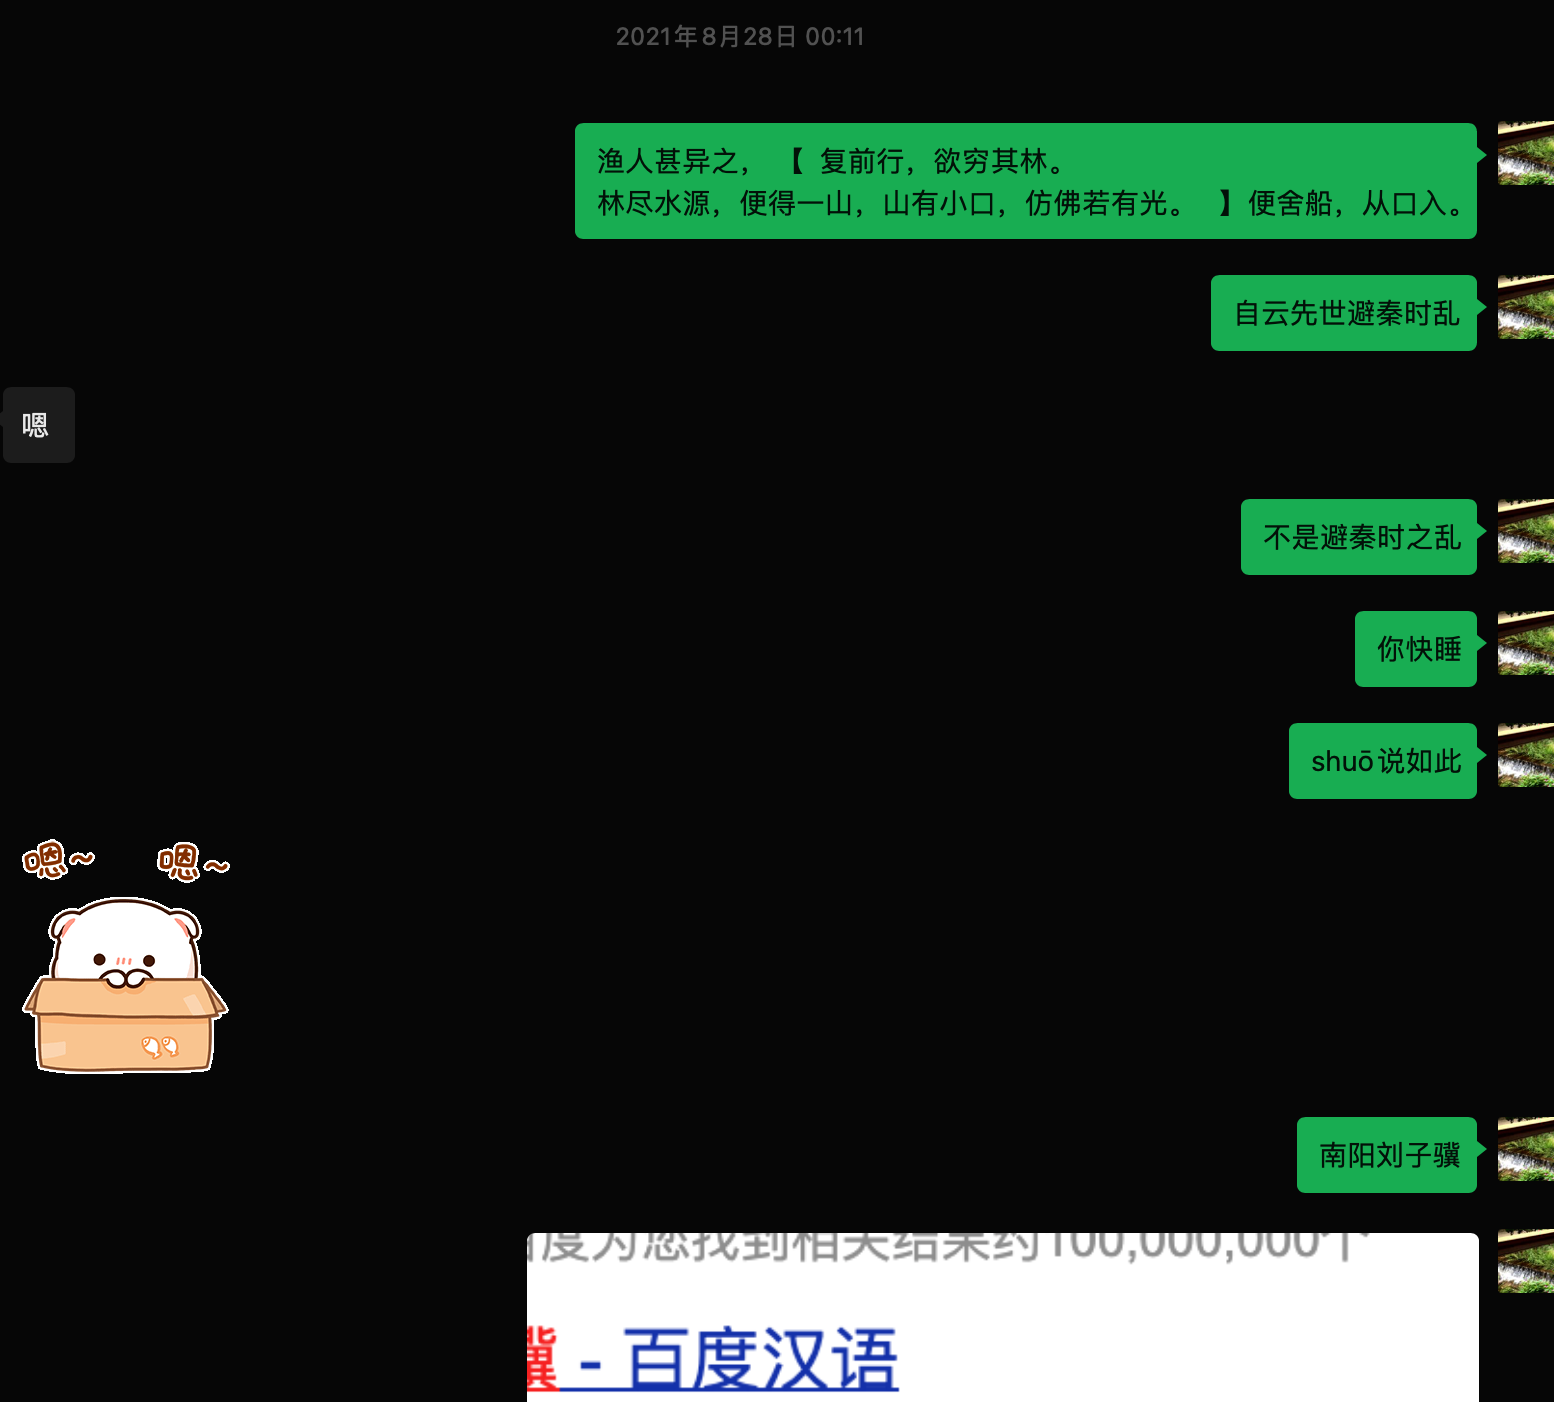 2021年8月28日 00:11
渔人甚异之，【 复前行，欲穷其林。
林尽水源，便得一山，山有小口，仿佛若有光。 】便舍船，从口入。
自云先世避秦时乱
嗯
不是避秦时之乱
你快睡
shuō说如此
嗯~ 嗯~
南阳刘子骥
百度为您找到相关结果约100,000,000个
骥 - 百度汉语